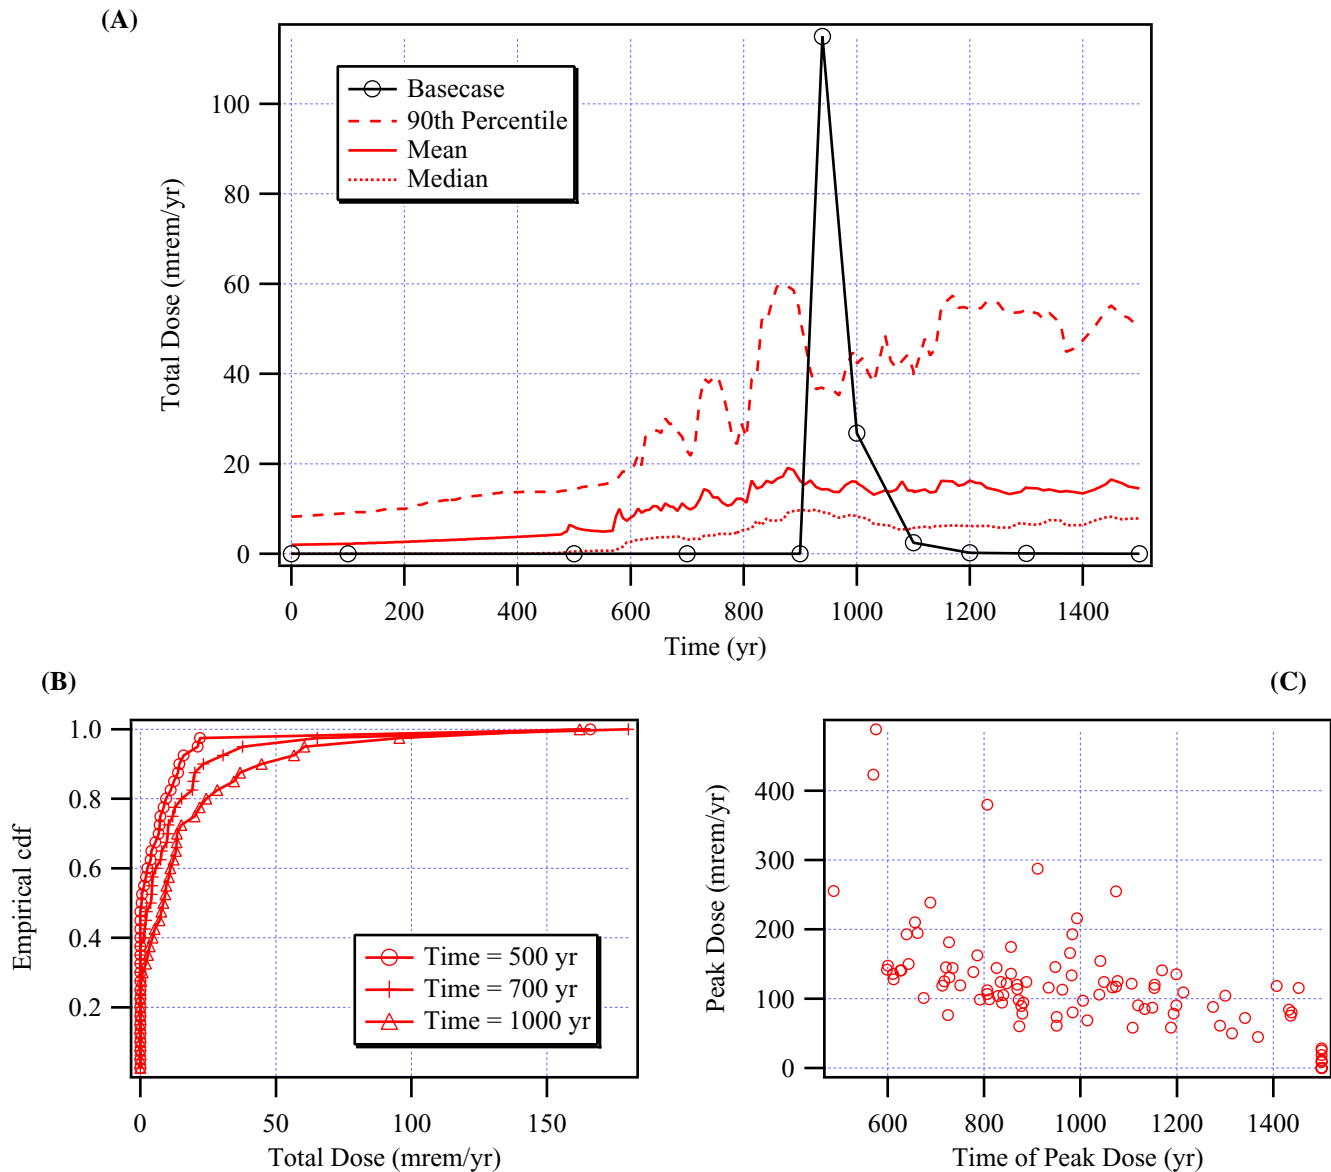 (A)
Total Dose (mrem/yr)
100
80
60
40
20
0
Basecase
90th Percentile
Mean
Median
0 200 400 600 800 1000 1200 1400
Time (yr)
(B)
Empirical cdf
1.0
0.8
0.6
0.4
0.2
Time = 500 yr
Time = 700 yr
Time = 1000 yr
0 50 100 150
Total Dose (mrem/yr)
(C)
Peak Dose (mrem/yr)
400
300
200
100
0
600 800 1000 1200 1400
Time of Peak Dose (yr)